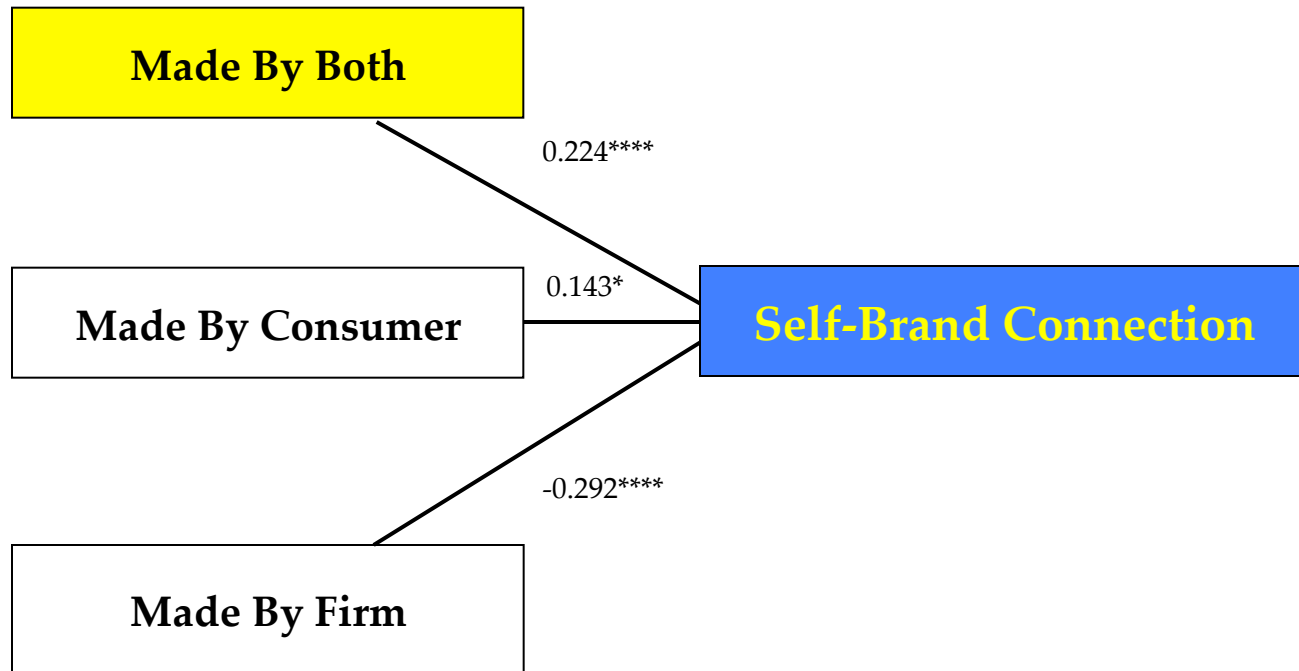 Made By Both
0.224****
0.143*
Made By Consumer
Self-Brand Connection
-0.292****
Made By Firm